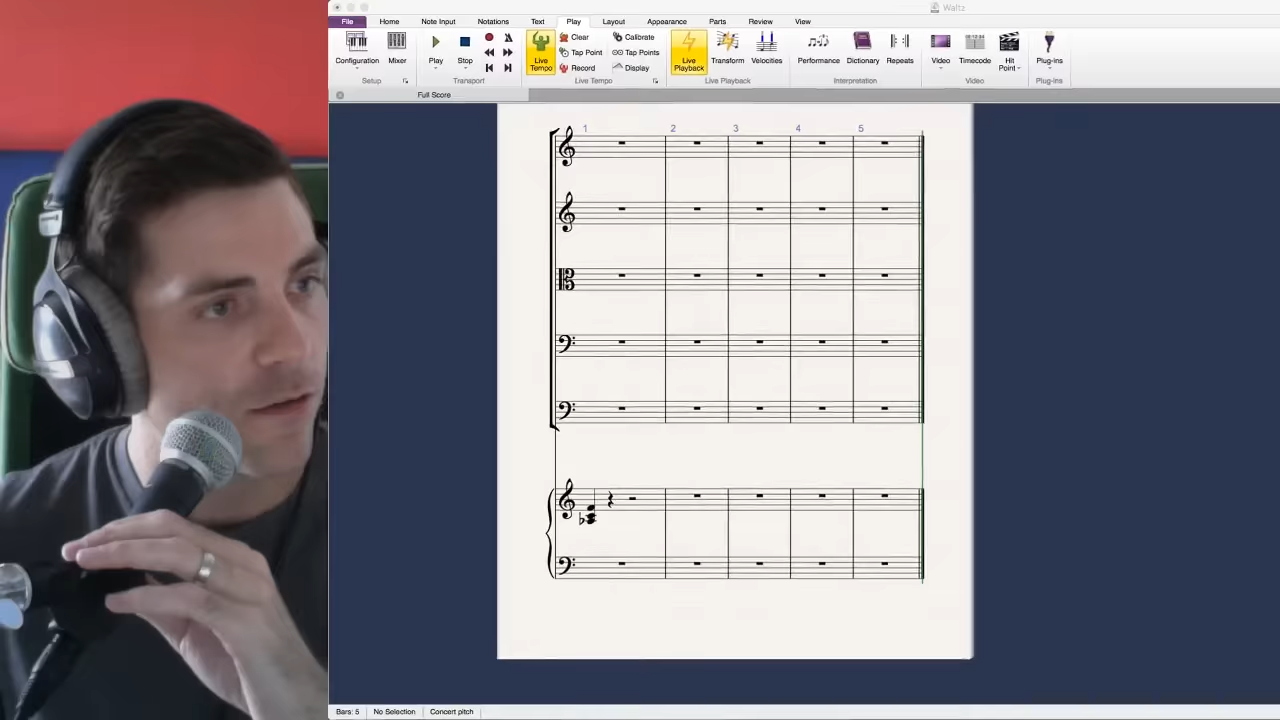 Waltz
File Home Note Input Notations Text Play Layout Appearance Parts Review View
Clear Calibrate
Tap Point Tap Points
Record Display
Configuration Mixer Play Stop Live Tempo Live Playback Transform Velocities Performance Dictionary Repeats Video Timecode Hit Point Plug-ins
Setup Transport Live Tempo Live Playback Interpretation Video Plug-ins
Full Score
1 2 3 4 5
Bars: 5 No Selection Concert pitch